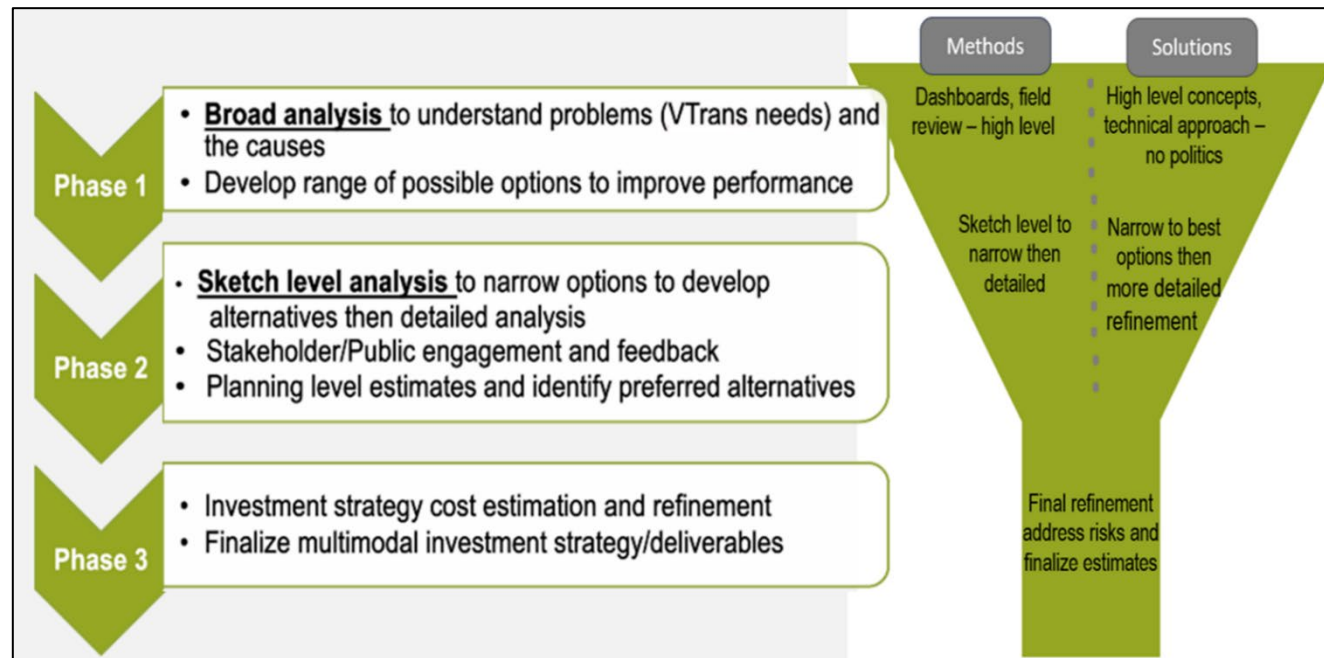 Phase 1
• Broad analysis to understand problems (VTrans needs) and
the causes
• Develop range of possible options to improve performance
Phase 2
• Sketch level analysis to narrow options to develop
alternatives then detailed analysis
• Stakeholder/Public engagement and feedback
• Planning level estimates and identify preferred alternatives
Phase 3
• Investment strategy cost estimation and refinement
• Finalize multimodal investment strategy/deliverables
Methods
Dashboards, field
review – high level
Sketch level to
narrow then
detailed
Solutions
High level concepts,
technical approach –
no politics
Narrow to best
options then
more detailed
refinement
Final refinement
address risks and
finalize estimates